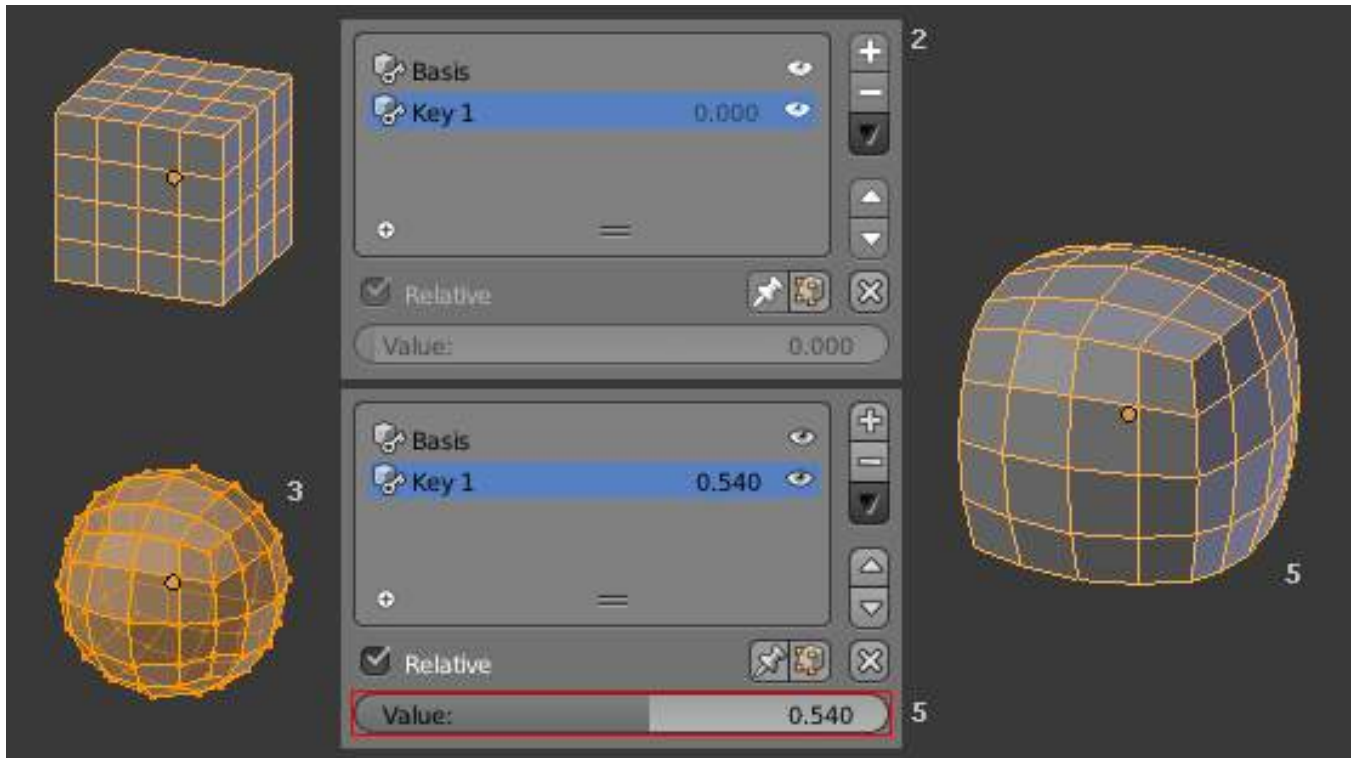 2
Basis
Key 1 0.000
Relative
Value: 0.000
Basis
Key 1 0.540
3
5
Relative
Value: 0.540
5